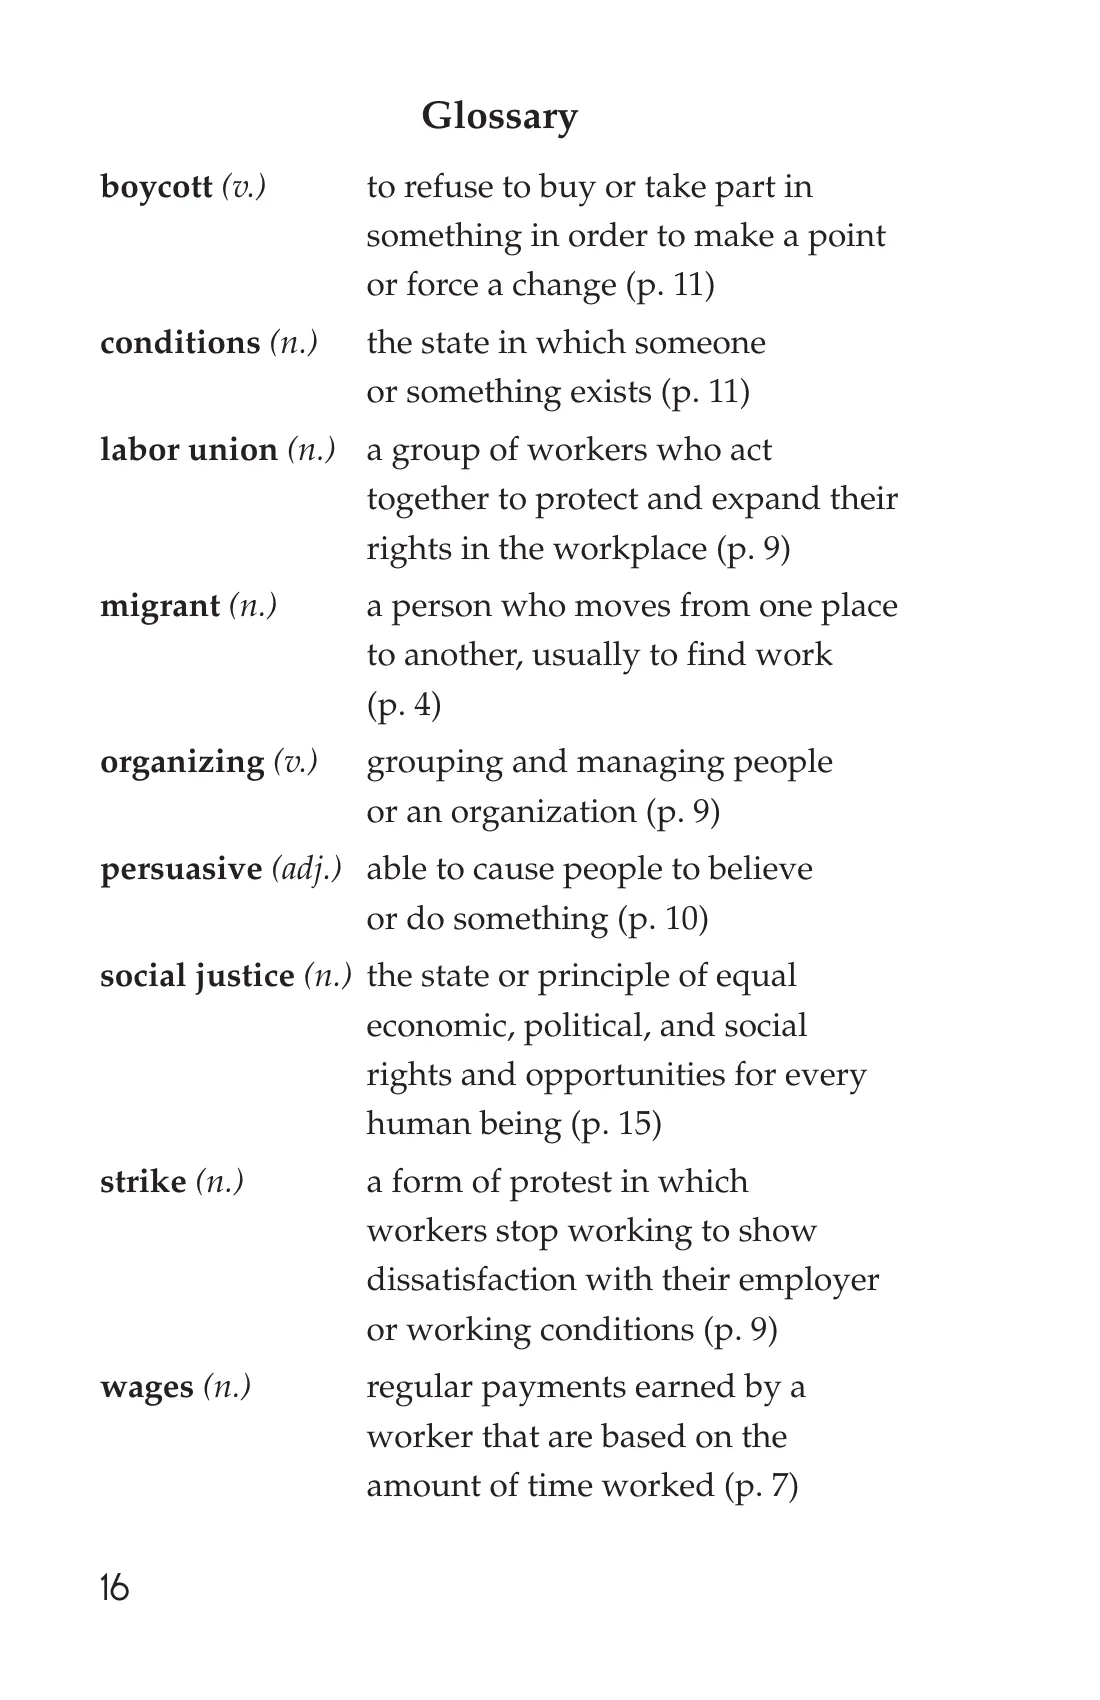 Glossary
boycott (v.) to refuse to buy or take part in
something in order to make a point
or force a change (p. 11)
conditions (n.) the state in which someone
or something exists (p. 11)
labor union (n.) a group of workers who act
together to protect and expand their
rights in the workplace (p. 9)
migrant (n.) a person who moves from one place
to another, usually to find work
(p. 4)
organizing (v.) grouping and managing people
or an organization (p. 9)
persuasive (adj.) able to cause people to believe
or do something (p. 10)
social justice (n.) the state or principle of equal
economic, political, and social
rights and opportunities for every
human being (p. 15)
strike (n.) a form of protest in which
workers stop working to show
dissatisfaction with their employer
or working conditions (p. 9)
wages (n.) regular payments earned by a
worker that are based on the
amount of time worked (p. 7)
16